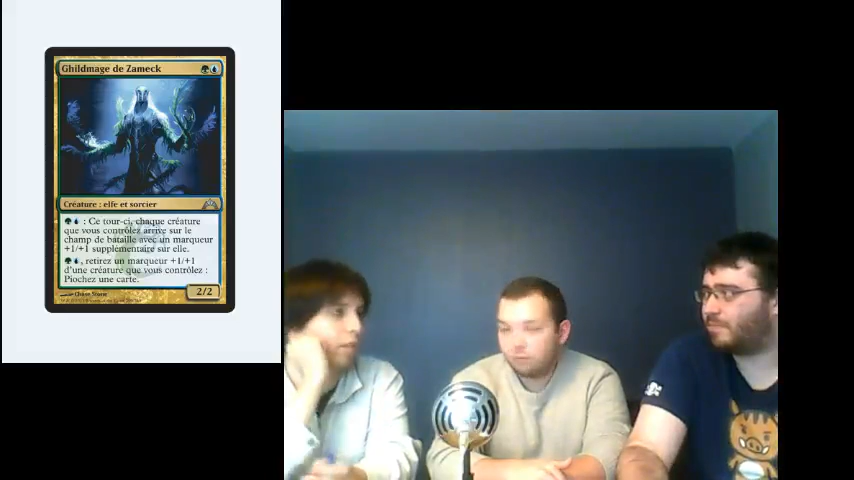 Ghildmage de Zameck
Créature : elfe et sorcier
: Ce tour-ci, chaque créature
que vous contrôlez arrive sur le
champ de bataille avec un marqueur
+1/+1 supplémentaire sur elle.
, retirez un marqueur +1/+1
d'une créature que vous contrôlez :
Piochez une carte.
2/2